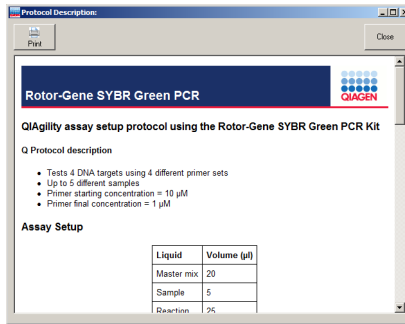 Protocol Description:
Print
Close
Rotor-Gene SYBR Green PCR
QIAGEN
QIAgility assay setup protocol using the Rotor-Gene SYBR Green PCR Kit
Q Protocol description
Tests 4 DNA targets using 4 different primer sets
Up to 5 different samples
Primer starting concentration = 10 µM
Primer final concentration = 1 µM
Assay Setup
Liquid Volume (µl)
Master mix 20
Sample 5
Reaction 25